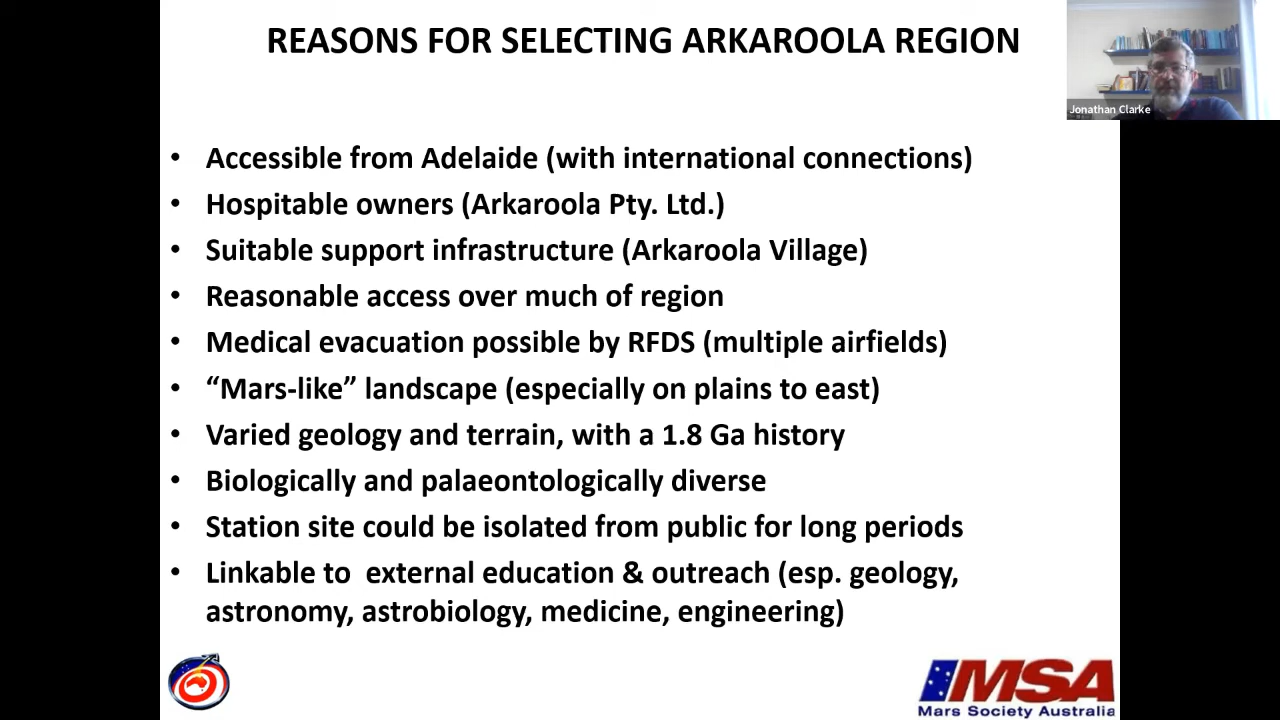 REASONS FOR SELECTING ARKAROOLA REGION
Jonathan Clarke
• Accessible from Adelaide (with international connections)
• Hospitable owners (Arkaroola Pty. Ltd.)
• Suitable support infrastructure (Arkaroola Village)
• Reasonable access over much of region
• Medical evacuation possible by RFDS (multiple airfields)
• “Mars-like” landscape (especially on plains to east)
• Varied geology and terrain, with a 1.8 Ga history
• Biologically and palaeontologically diverse
• Station site could be isolated from public for long periods
• Linkable to  external education & outreach (esp. geology,
astronomy, astrobiology, medicine, engineering)
MSA
Mars Society Australia